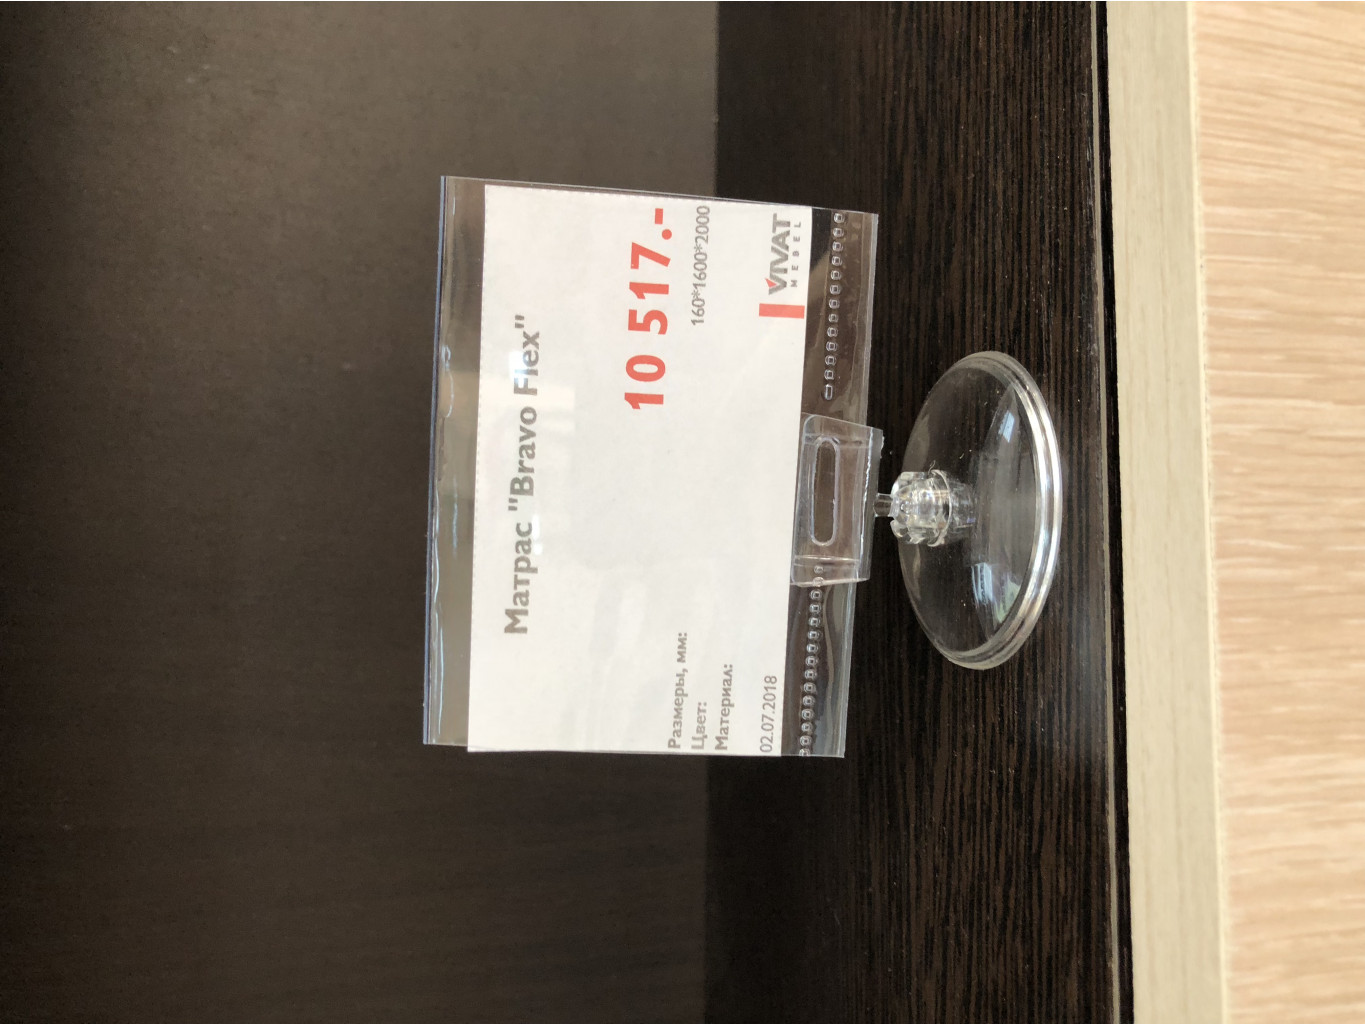 Матрас "Bravo Flex"
10 517.-
160*1600*2000
Размеры, мм:
Цвет:
Материал:
02.07.2018
VIVAT
MEBEL